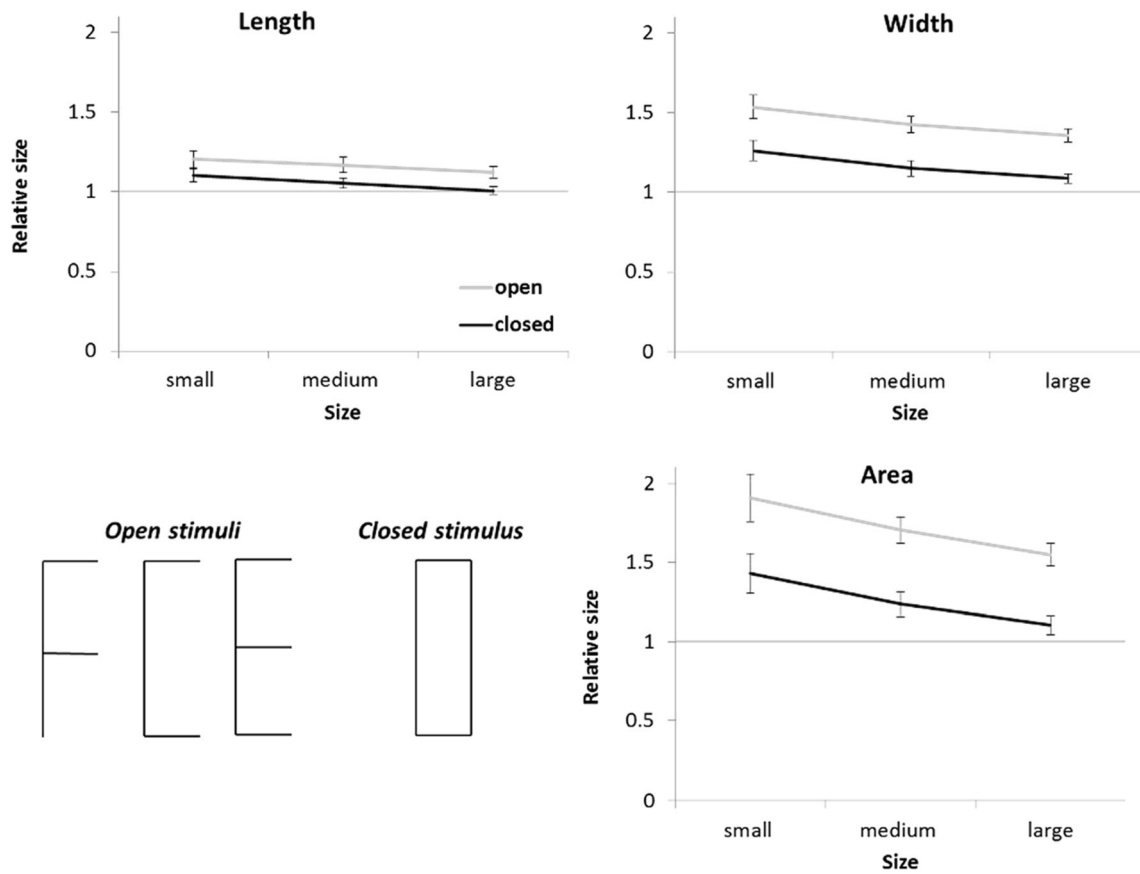 Length
2
1.5
1
0.5
0
Relative size
open
closed
small medium large
Size
Width
2
1.5
1
0.5
0
small medium large
Size
Open stimuli
Closed stimulus
Area
2
1.5
1
0.5
0
Relative size
small medium large
Size